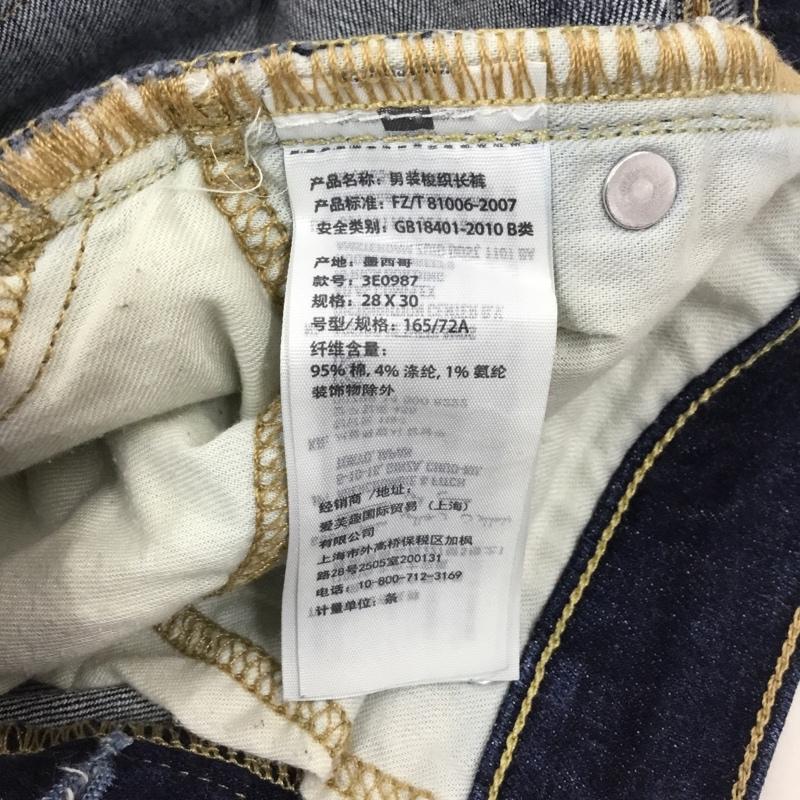 产品名称：男装梭织长裤
产品标准：FZ/T 81006-2007
安全类别：GB18401-2010 B类
产地：墨西哥
款号：3E0987
规格：28 X 30
号型/规格：165/72A
纤维含量：
95% 棉, 4% 涤纶, 1% 氨纶
装饰物除外
经销商 /地址：
爱芙趣国际贸易（上海）
有限公司
上海市外高桥保税区加枫
路28号2505室200131
电话：10-800-712-3169
计量单位：条